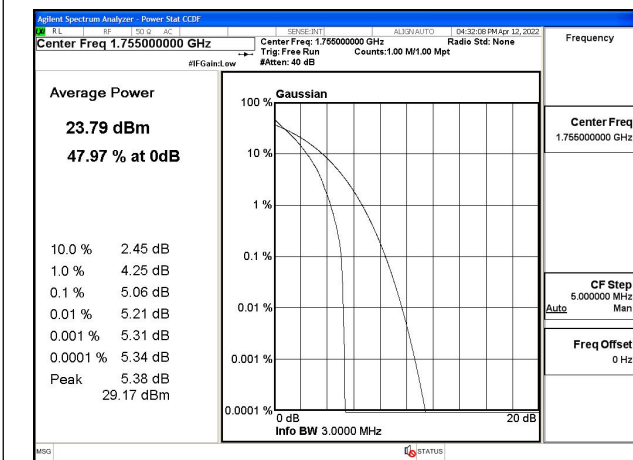 Agilent Spectrum Analyzer - Power Stat CCDF
LXI RL RF 50 Ω AC SENSE:INT ALIGN AUTO 04:32:08 PM Apr 12, 2022
Center Freq 1.755000000 GHz
#IFGain:Low
Center Freq: 1.755000000 GHz Radio Std: None
Trig: Free Run Counts:1.00 M/1.00 Mpt
#Atten: 40 dB
Average Power
23.79 dBm
47.97 % at 0dB
10.0 % 2.45 dB
1.0 % 4.25 dB
0.1 % 5.06 dB
0.01 % 5.21 dB
0.001 % 5.31 dB
0.0001 % 5.34 dB
Peak 5.38 dB
29.17 dBm
Gaussian
100 %
10 %
1 %
0.1 %
0.01 %
0.001 %
0.0001 %
0 dB 20 dB
Info BW 3.0000 MHz
Frequency
Center Freq
1.755000000 GHz
CF Step
5.000000 MHz
Auto Man
Freq Offset
0 Hz
MSG STATUS